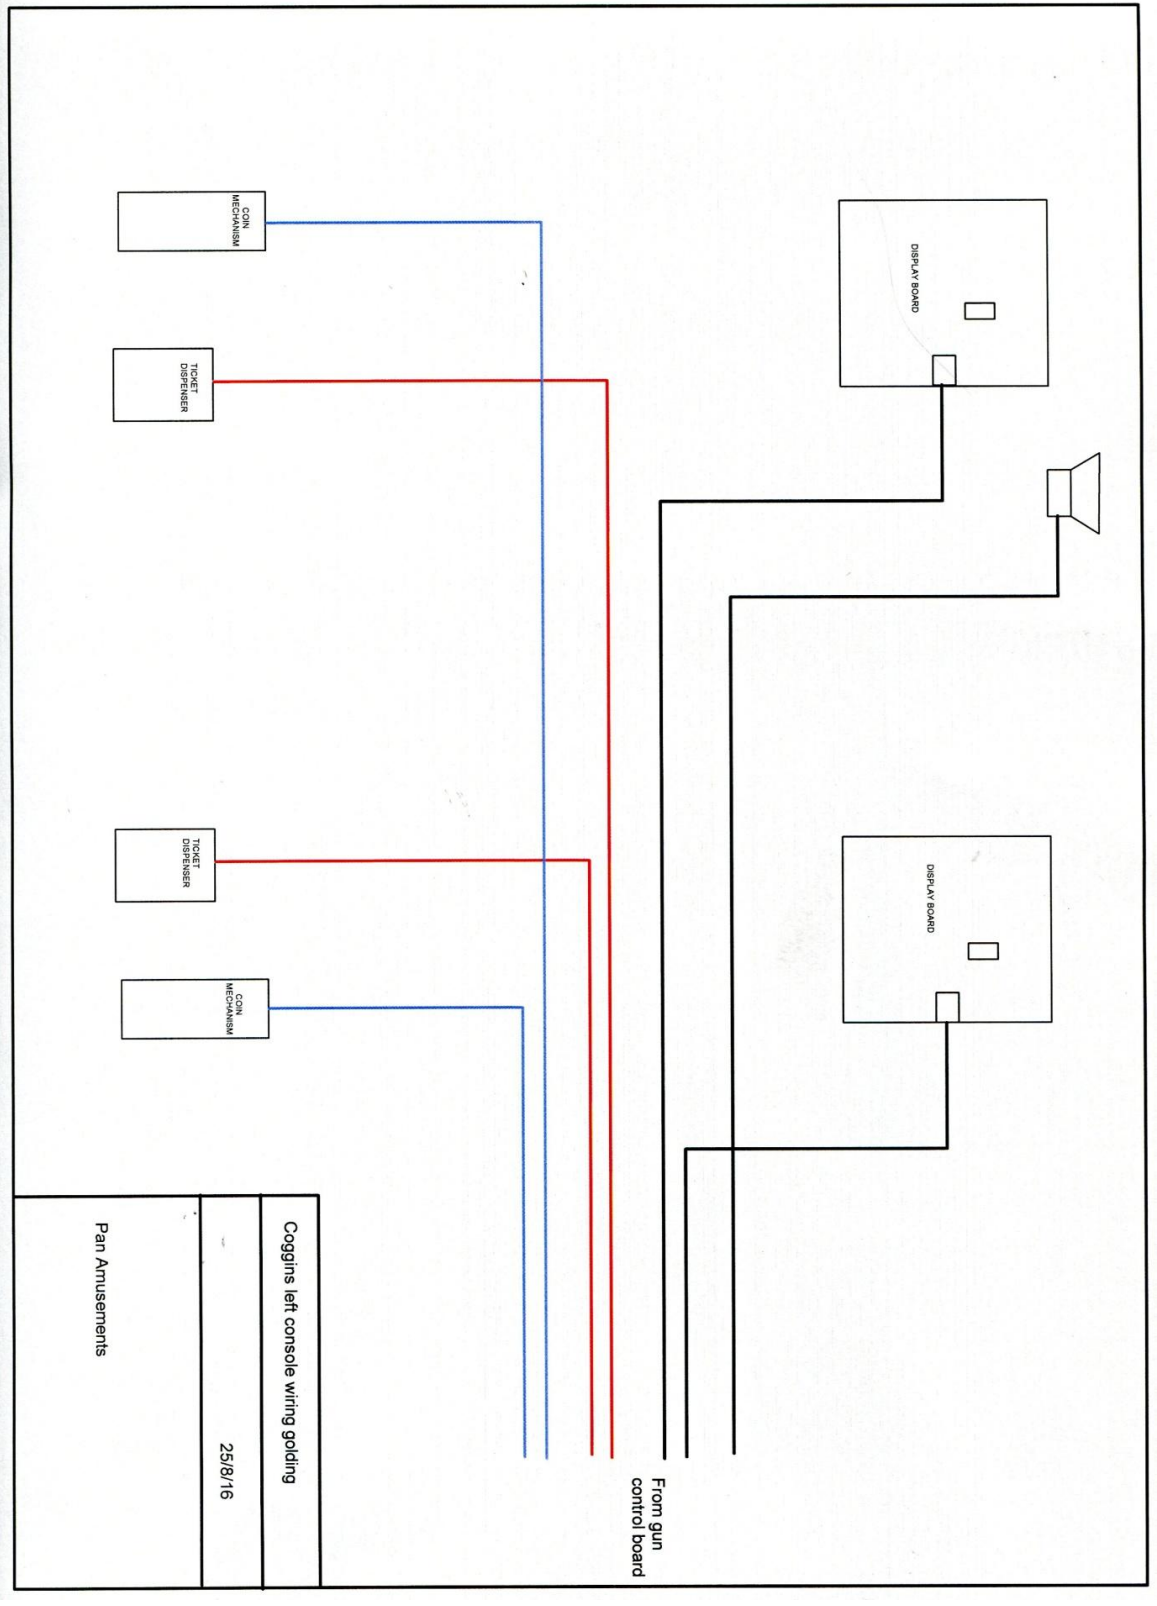 DISPLAY BOARD
DISPLAY BOARD
COIN
MECHANISM
TICKET
DISPENSER
TICKET
DISPENSER
COIN
MECHANISM
From gun
control board
Coggins left console wiring golding
25/8/16
Pan Amusements